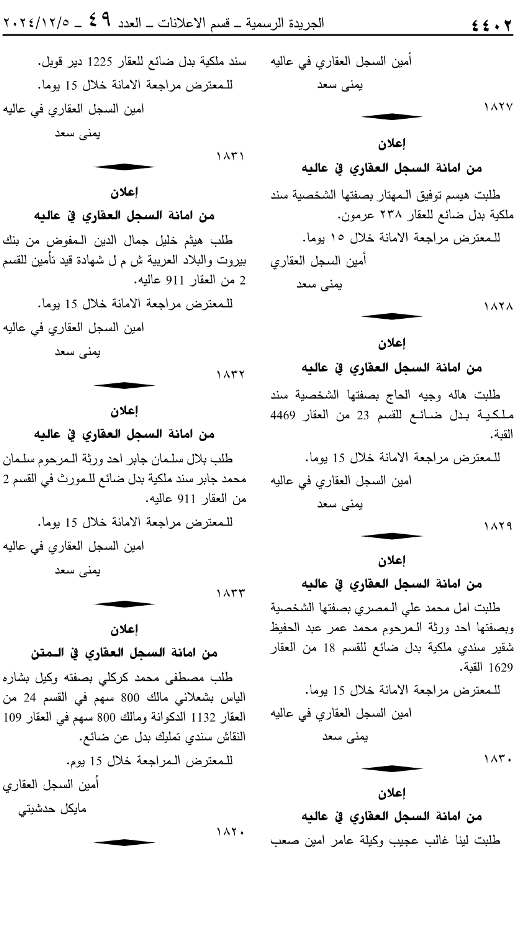 ٤٤٠٢
الجريدة الرسمية – قسم الاعلانات – العدد ٤٩ – ٢٠٢٤/١٢/٥
أمين السجل العقاري في عاليه
يمنى سعد
١٨٢٧
إعلان
من امانة السجل العقاري في عاليه
طلبت هيسم توفيق المهتار بصفتها الشخصية سند
ملكية بدل ضائع للعقار ٢٣٨ عرمون.
للمعترض مراجعة الامانة خلال ١٥ يوما.
أمين السجل العقاري
يمنى سعد
١٨٢٨
إعلان
من امانة السجل العقاري في عاليه
طلبت هاله وجيه الحاج بصفتها الشخصية سند
ملكية بدل ضائع للقسم 23 من العقار 4469
القبة.
للمعترض مراجعة الامانة خلال 15 يوما.
امين السجل العقاري في عاليه
يمنى سعد
١٨٢٩
إعلان
من امانة السجل العقاري في عاليه
طلبت امل محمد علي المصري بصفتها الشخصية
وبصفتها احد ورثة المرحوم محمد عمر عبد الحفيظ
شقير سندي ملكية بدل ضائع للقسم 18 من العقار
1629 القبة.
للمعترض مراجعة الامانة خلال 15 يوما.
امين السجل العقاري في عاليه
يمنى سعد
١٨٣٠
إعلان
من امانة السجل العقاري في عاليه
طلبت لينا غالب عجيب وكيلة عامر امين صعب
سند ملكية بدل ضائع للعقار 1225 دير قوبل.
للمعترض مراجعة الامانة خلال 15 يوما.
امين السجل العقاري في عاليه
يمنى سعد
١٨٣١
إعلان
من امانة السجل العقاري في عاليه
طلب هيثم خليل جمال الدين المفوض من بنك
بيروت والبلاد العربية ش م ل شهادة قيد تأمين للقسم
2 من العقار 911 عاليه.
للمعترض مراجعة الامانة خلال 15 يوما.
امين السجل العقاري في عاليه
يمنى سعد
١٨٣٢
إعلان
من امانة السجل العقاري في عاليه
طلب بلال سلمان جابر احد ورثة المرحوم سلمان
محمد جابر سند ملكية بدل ضائع للمورث في القسم 2
من العقار 911 عاليه.
للمعترض مراجعة الامانة خلال 15 يوما.
امين السجل العقاري في عاليه
يمنى سعد
١٨٣٣
إعلان
من امانة السجل العقاري في المتن
طلب مصطفى محمد كركلي بصفته وكيل بشاره
الياس بشعلاني مالك 800 سهم في القسم 24 من
العقار 1132 الدكوانة ومالك 800 سهم في العقار 109
النقاش سندي تمليك بدل عن ضائع.
للمعترض المراجعة خلال 15 يوم.
أمين السجل العقاري
مايكل حدشيتي
١٨٢٠